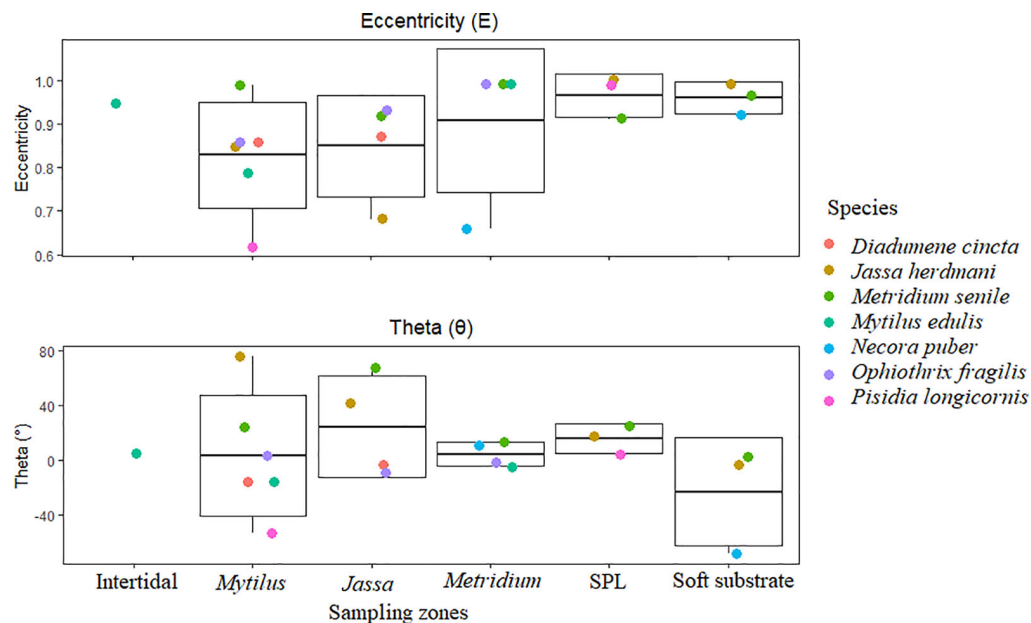 Eccentricity (E)
Eccentricity
1.0
0.9
0.8
0.7
0.6
Species
Diadumene cincta
Jassa herdmani
Metridium senile
Mytilus edulis
Necora puber
Ophiothrix fragilis
Pisidia longicornis
Theta (θ)
Theta (°)
80
40
0
-40
Intertidal Mytilus Jassa Metridium SPL Soft substrate
Sampling zones